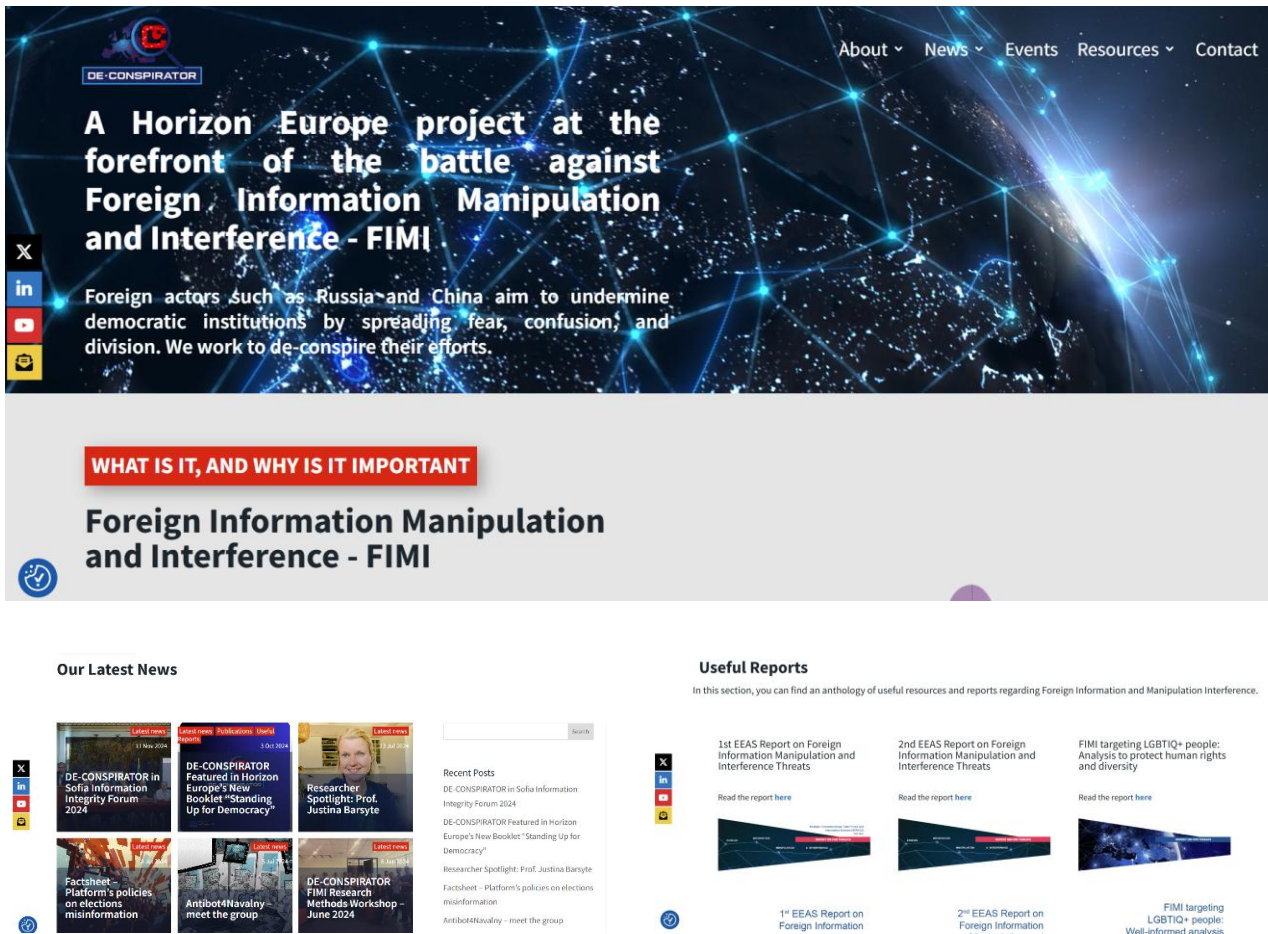 DE-CONSPIRATOR
About
News
Events
Resources
Contact
A Horizon Europe project at the
forefront of the battle against
Foreign Information Manipulation
and Interference - FIMI
Foreign actors such as Russia and China aim to undermine
democratic institutions by spreading fear, confusion, and
division. We work to de-conspire their efforts.
X
in
WHAT IS IT, AND WHY IS IT IMPORTANT
Foreign Information Manipulation
and Interference - FIMI
Our Latest News
Latest news
11 Nov 2024
DE-CONSPIRATOR in
Sofia Information
Integrity Forum
2024
Latest news Publications Useful
Reports
3 Oct 2024
DE-CONSPIRATOR
Featured in Horizon
Europe's New
Booklet “Standing
Up for Democracy”
Latest news
Jul 2024
Researcher
Spotlight: Prof.
Justina Barsyte
Latest news
Factsheet –
Platform's policies
on elections
misinformation
Latest news
Antibot4Navalny –
meet the group
Latest news
DE-CONSPIRATOR
FIMI Research
Methods Workshop –
June 2024
Search
Recent Posts
DE-CONSPIRATOR in Sofia Information
Integrity Forum 2024
DE-CONSPIRATOR Featured in Horizon
Europe's New Booklet “Standing Up for
Democracy”
Researcher Spotlight: Prof. Justina Barsyte
Factsheet – Platform's policies on elections
misinformation
Antibot4Navalny – meet the group
X
in
Useful Reports
In this section, you can find an anthology of useful resources and reports regarding Foreign Information and Manipulation Interference.
1st EEAS Report on Foreign
Information Manipulation and
Interference Threats
Read the report here
2nd EEAS Report on Foreign
Information Manipulation and
Interference Threats
Read the report here
FIMI targeting LGBTIQ+ people:
Analysis to protect human rights
and diversity
Read the report here
X
in
1st EEAS Report on
Foreign Information
2nd EEAS Report on
Foreign Information
FIMI targeting
LGBTIQ+ people:
Well-informed analysis